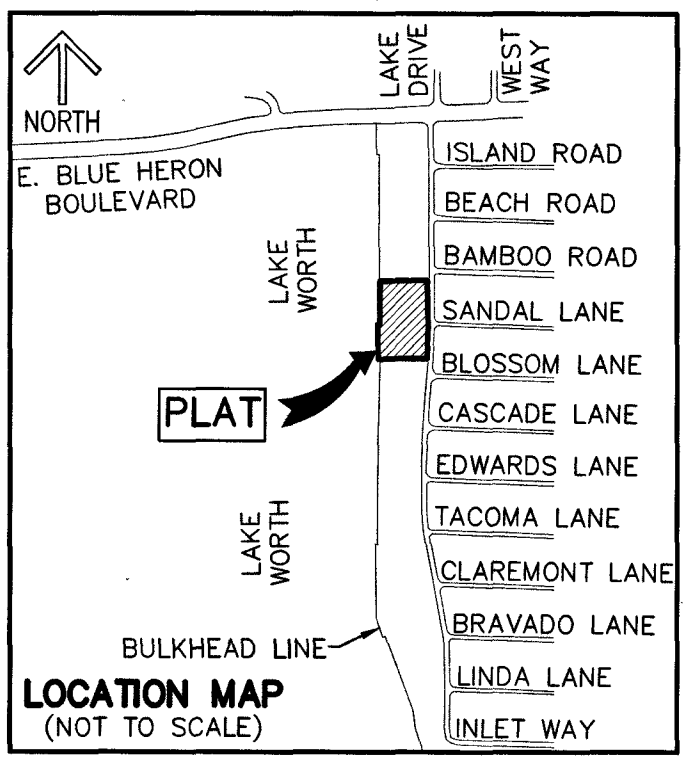 LAKE
DRIVE
WEST
WAY
NORTH
E. BLUE HERON
BOULEVARD
ISLAND ROAD
BEACH ROAD
BAMBOO ROAD
LAKE
WORTH
SANDAL LANE
BLOSSOM LANE
PLAT
CASCADE LANE
EDWARDS LANE
TACOMA LANE
LAKE
WORTH
CLAREMONT LANE
BRAVADO LANE
BULKHEAD LINE
LINDA LANE
LOCATION MAP
(NOT TO SCALE)
INLET WAY